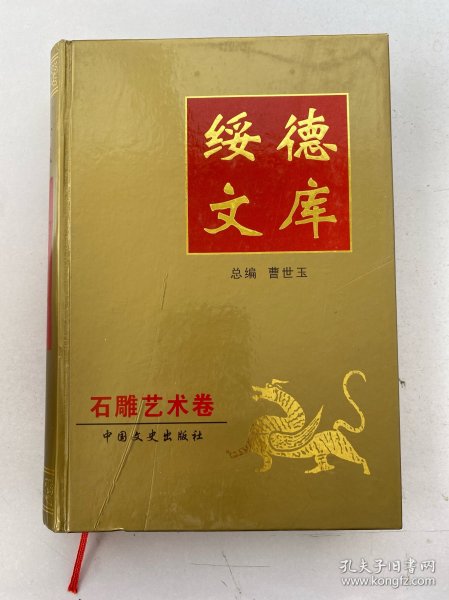 绥德
文库
总编 曹世玉
石雕艺术卷
中国文史出版社
孔夫子旧书网
www.kongfz.com